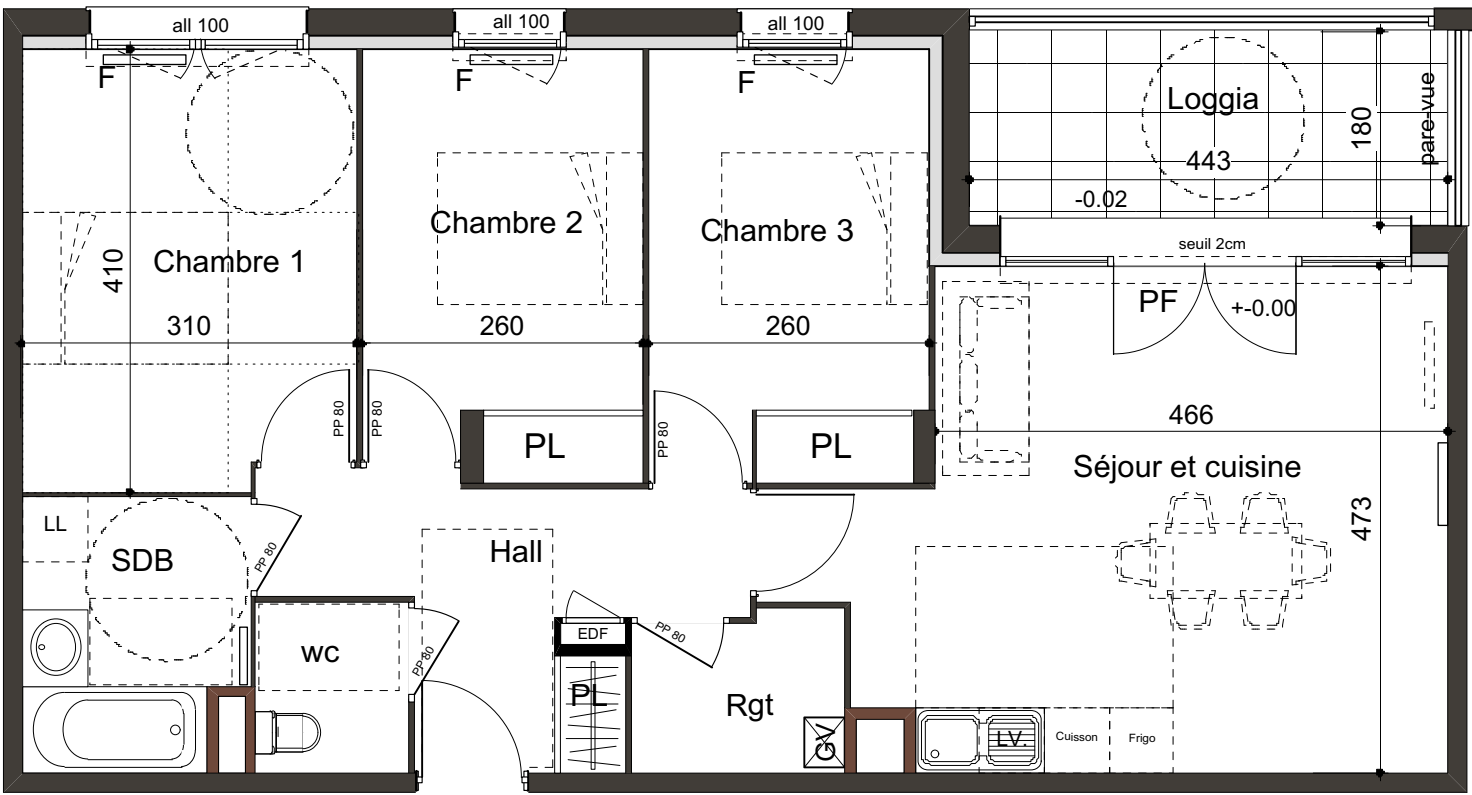 all 100
all 100
all 100
F
F
F
Loggia
180
pare-vue
443
-0.02
seuil 2cm
Chambre 1
Chambre 2
Chambre 3
410
310
260
260
PF
+-0.00
PP 80
PP 80
PP 80
PL
PL
466
Séjour et cuisine
473
LL
SDB
PP 80
Hall
EDF
PP 80
wc
PP 80
PL
Rgt
GV
LV.
Cuisson
Frigo